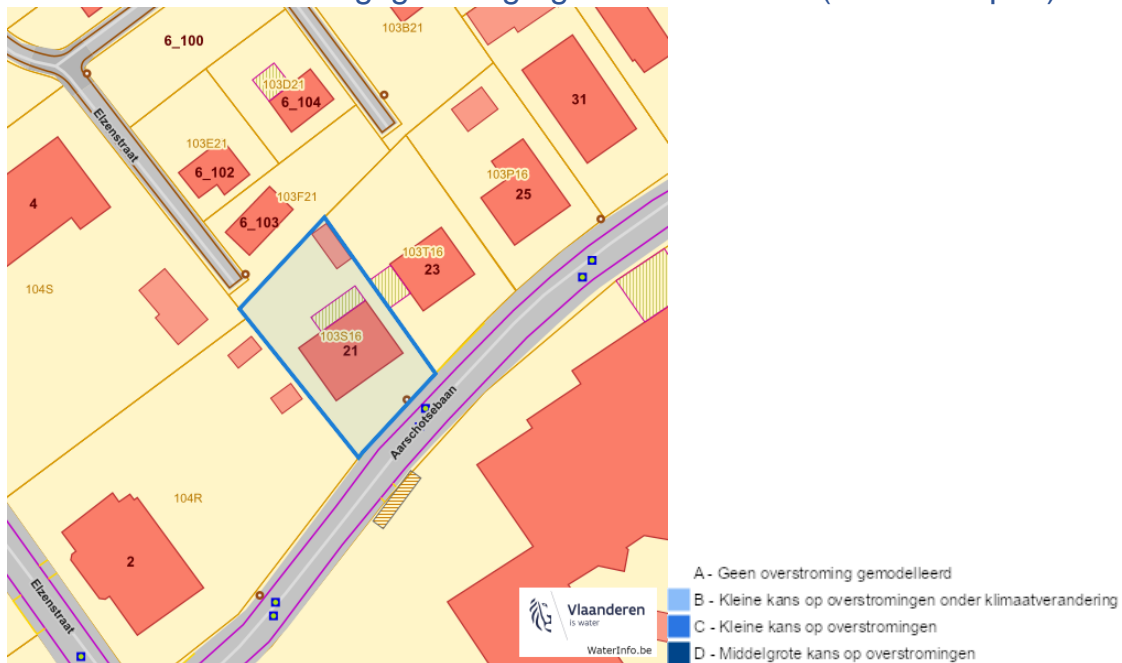 6_100
103B21
103D21
6_104
31
Elzenstraat
103E21
6_102
103P16
25
4
103F21
6_103
103T16
23
104S
103S16
21
Aarschotsebaan
104R
2
Elzenstraat
Vlaanderen
is water
WaterInfo.be
A - Geen overstroming gemodelleerd
B - Kleine kans op overstromingen onder klimaatverandering
C - Kleine kans op overstromingen
D - Middelgrote kans op overstromingen